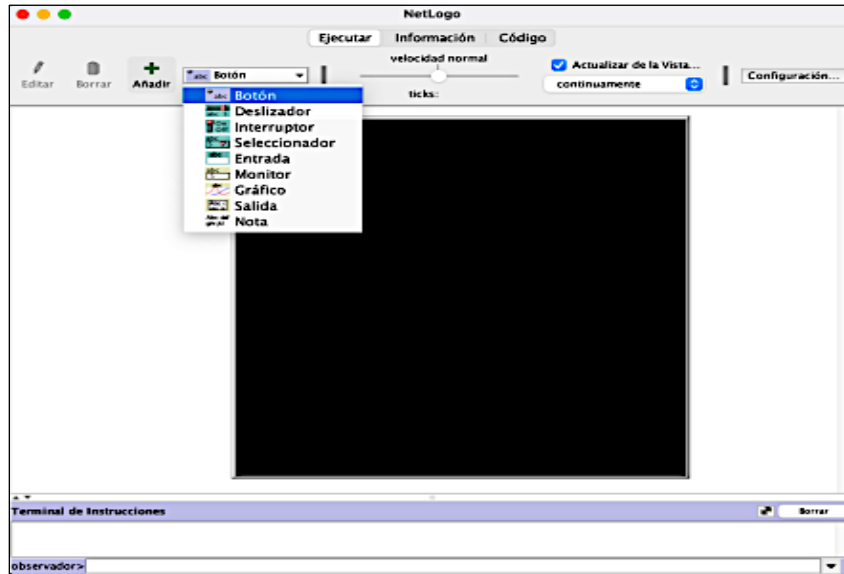 NetLogo
Ejecutar Información Código
velocidad normal
Actualizar de la Vista...
Editar Borrar Añadir
Botón
continuamente
Configuración...
ticks:
Botón
Deslizador
Interruptor
Seleccionador
Entrada
Monitor
Gráfico
Salida
Nota
Terminal de Instrucciones
Borrar
observador>